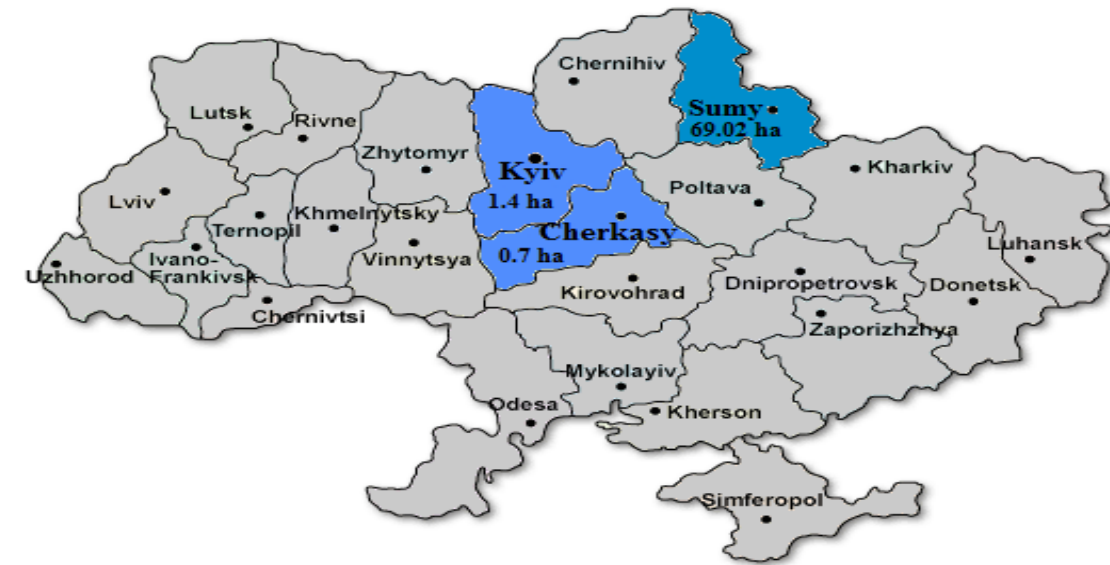 Chernihiv
Sumy
69.02 ha
Lutsk
Rivne
Zhytomyr
Kyiv
1.4 ha
Kharkiv
Poltava
Lviv
Khmelnytsky
Ternopil
Cherkasy
0.7 ha
Vinnytsya
Luhansk
Uzhhorod
Ivano-
Frankivsk
Kirovohrad
Dnipropetrovsk
Donetsk
Chernivtsi
Zaporizhzhya
Mykolayiv
Odesa
Kherson
Simferopol